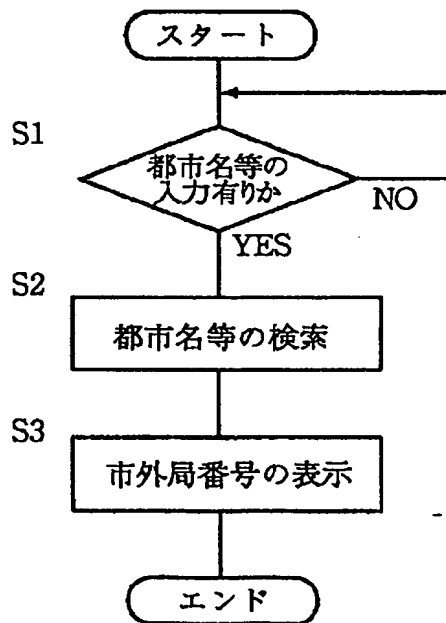 スタート
S1
都市名等の
入力有りか
NO
YES
S2
都市名等の検索
S3
市外局番号の表示
エンド